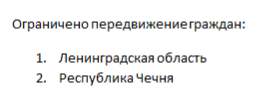 Ограничено передвижение граждан:
1. Ленинградская область
2. Республика Чечня